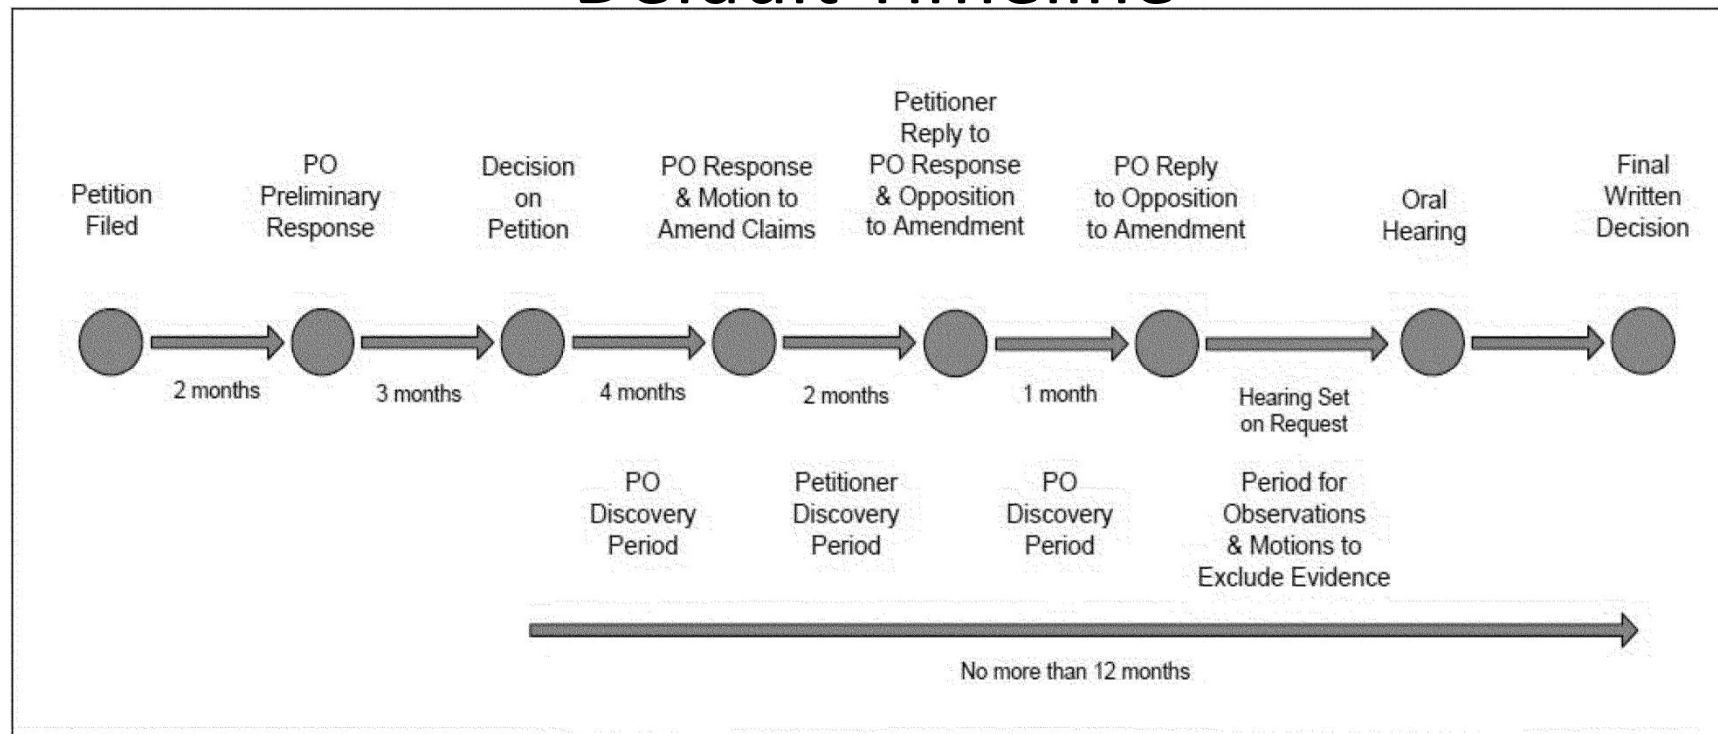 Default Timeline
Petition
Filed
PO
Preliminary
Response
Decision
on
Petition
PO Response
& Motion to
Amend Claims
Petitioner
Reply to
PO Response
& Opposition
to Amendment
PO Reply
to Opposition
to Amendment
Oral
Hearing
Final
Written
Decision
2 months
3 months
4 months
2 months
1 month
Hearing Set
on Request
PO
Discovery
Period
Petitioner
Discovery
Period
PO
Discovery
Period
Period for
Observations
& Motions to
Exclude Evidence
No more than 12 months